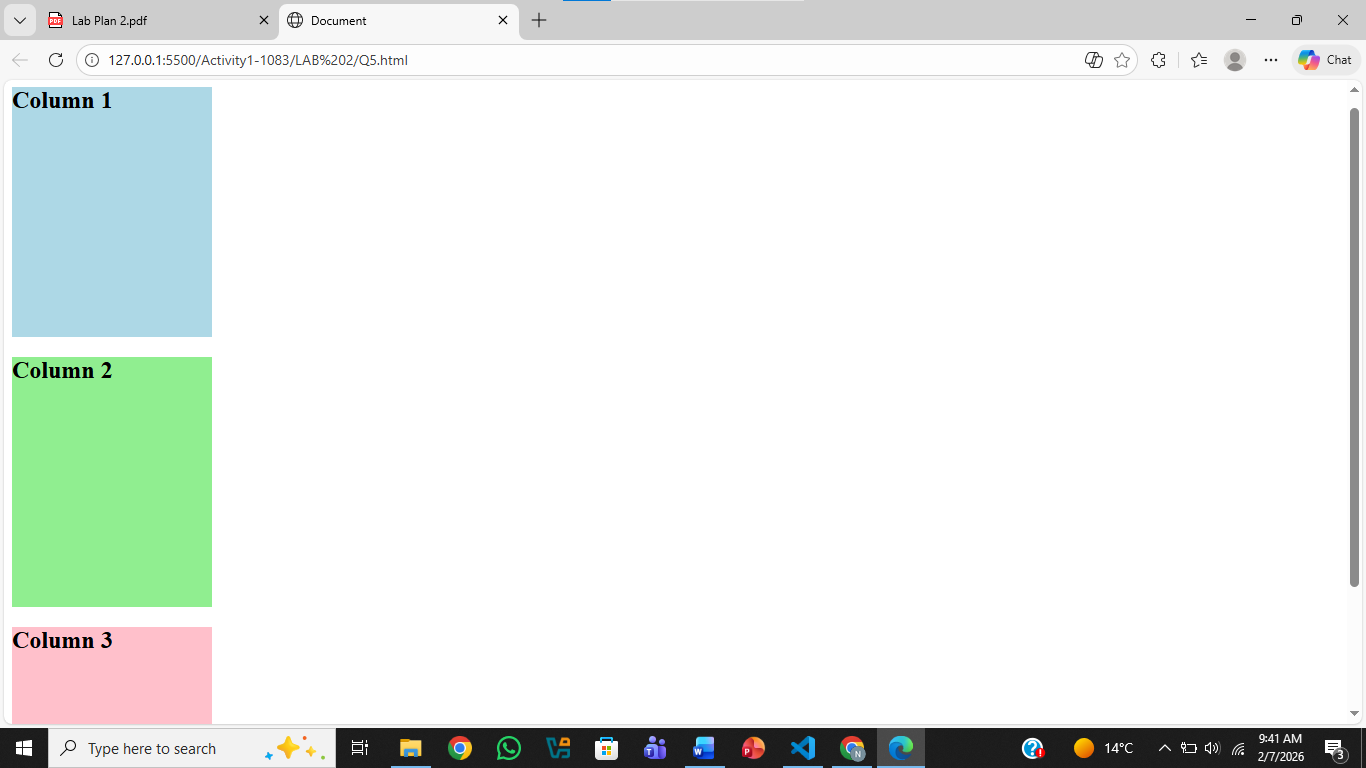 Lab Plan 2.pdf
Document
127.0.0.1:5500/Activity1-1083/LAB%202/Q5.html
Chat
Column 1
Column 2
Column 3
Type here to search
14°C
9:41 AM
2/7/2026
3